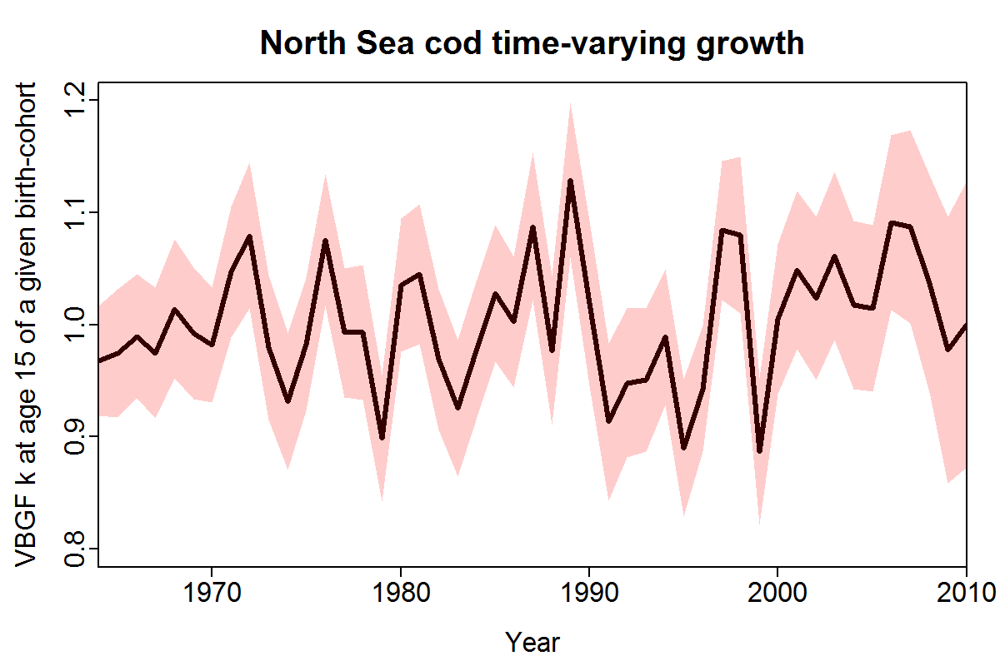 North Sea cod time-varying growth
VBGF k at age 15 of a given birth-cohort
1.2
1.1
1.0
0.9
0.8
1970 1980 1990 2000 2010
Year